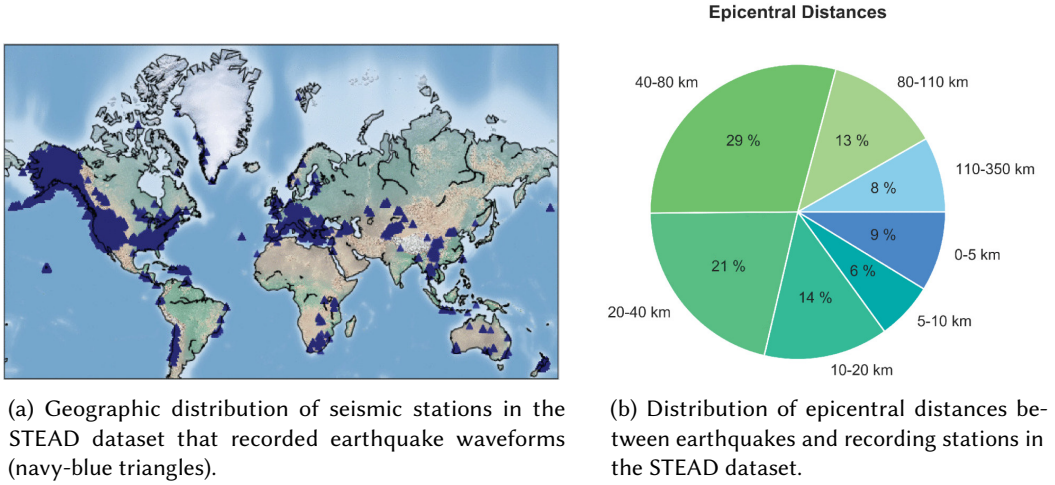 Epicentral Distances
40-80 km
80-110 km
29 %
13 %
110-350 km
8 %
9 %
0-5 km
6 %
21 %
14 %
5-10 km
20-40 km
10-20 km
(a) Geographic distribution of seismic stations in the
STEAD dataset that recorded earthquake waveforms
(navy-blue triangles).
(b) Distribution of epicentral distances be-
tween earthquakes and recording stations in
the STEAD dataset.